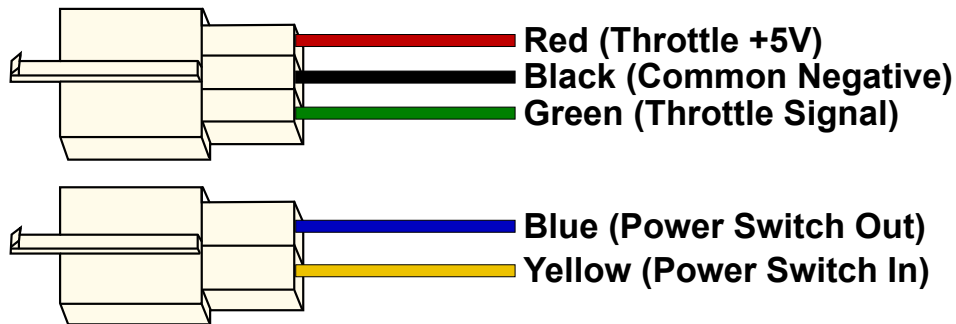 Red (Throttle +5V)
Black (Common Negative)
Green (Throttle Signal)
Blue (Power Switch Out)
Yellow (Power Switch In)